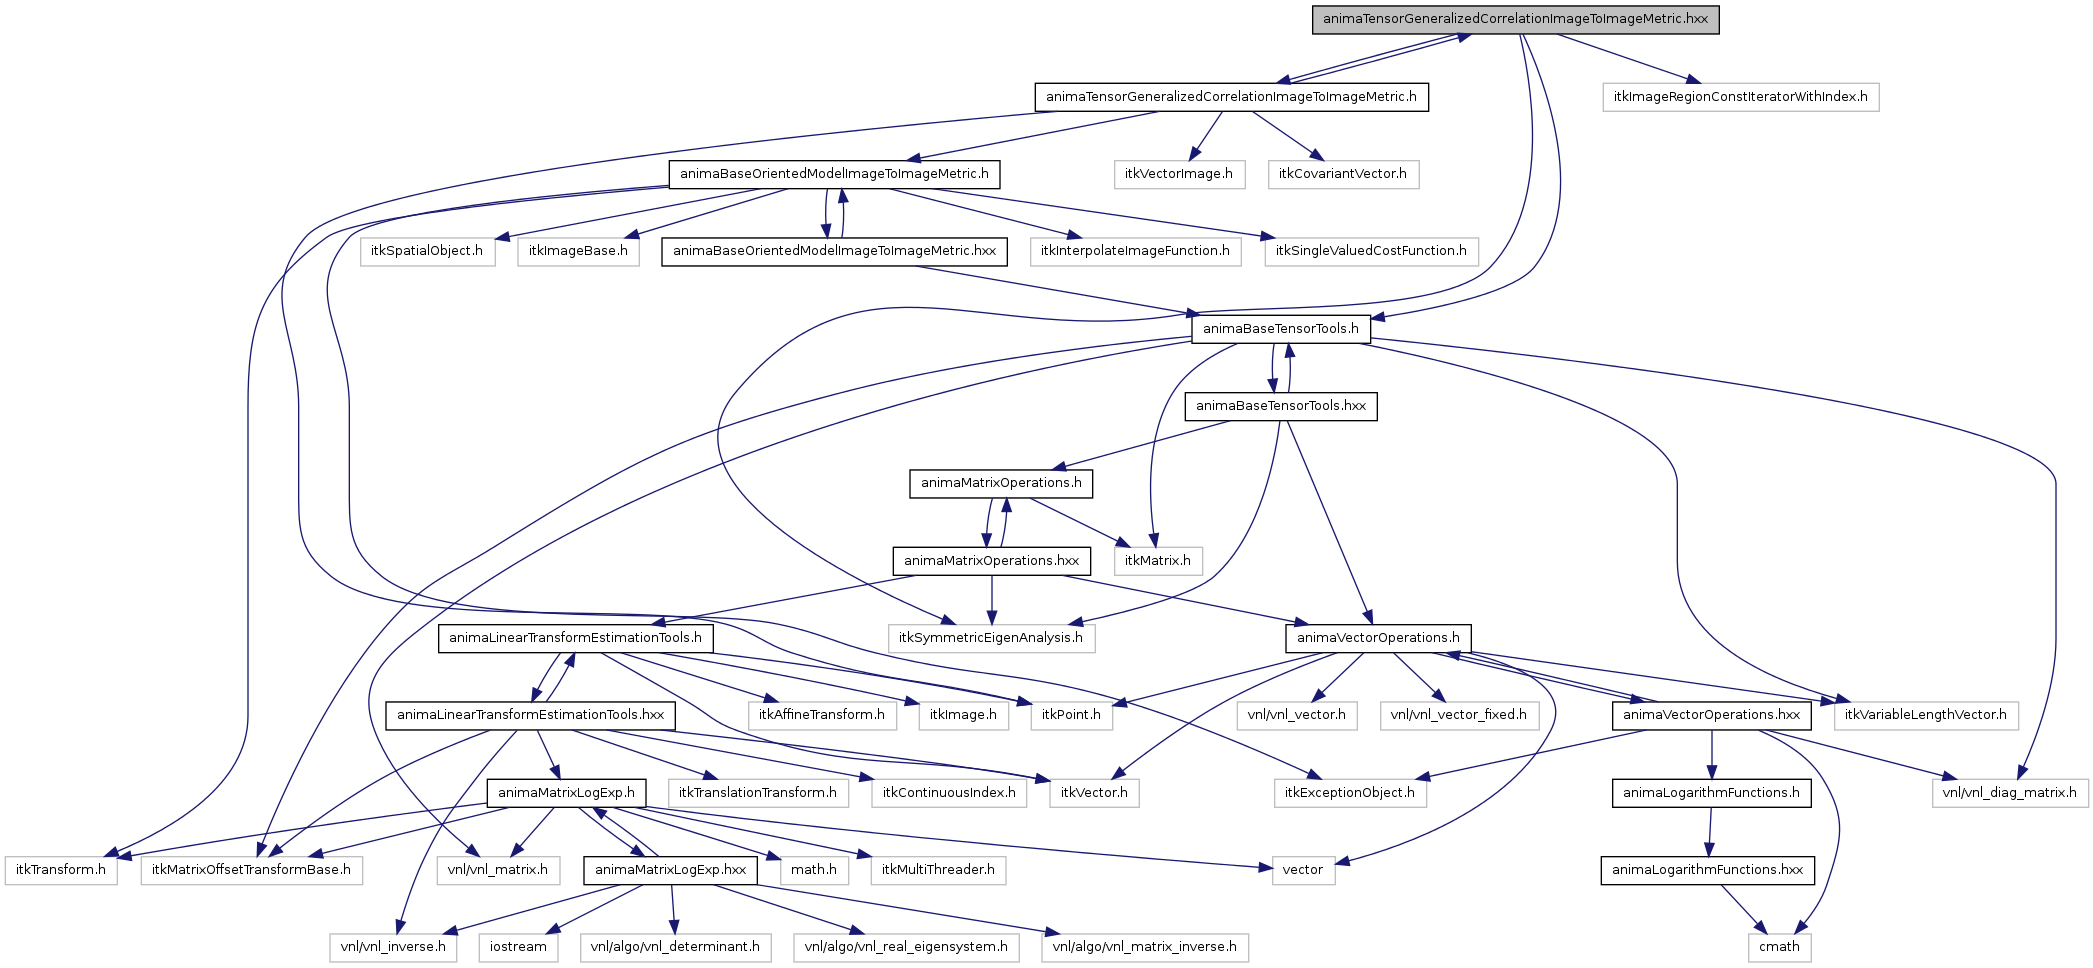 animaTensorGeneralizedCorrelationImageToImageMetric.hxx
animaTensorGeneralizedCorrelationImageToImageMetric.h
itkImageRegionConstIteratorWithIndex.h
animaBaseOrientedModelImageToImageMetric.h
itkVectorImage.h
itkCovariantVector.h
itkSpatialObject.h
itkImageBase.h
animaBaseOrientedModelImageToImageMetric.hxx
itkInterpolateImageFunction.h
itkSingleValuedCostFunction.h
animaBaseTensorTools.h
animaBaseTensorTools.hxx
animaMatrixOperations.h
animaMatrixOperations.hxx
itkMatrix.h
animaLinearTransformEstimationTools.h
itkSymmetricEigenAnalysis.h
animaVectorOperations.h
animaLinearTransformEstimationTools.hxx
itkAffineTransform.h
itkImage.h
itkPoint.h
vnl/vnl_vector.h
vnl/vnl_vector_fixed.h
animaVectorOperations.hxx
itkVariableLengthVector.h
animaMatrixLogExp.h
itkTranslationTransform.h
itkContinuousIndex.h
itkVector.h
itkExceptionObject.h
animaLogarithmFunctions.h
vnl/vnl_diag_matrix.h
itkTransform.h
itkMatrixOffsetTransformBase.h
vnl/vnl_matrix.h
animaMatrixLogExp.hxx
math.h
itkMultiThreader.h
vector
animaLogarithmFunctions.hxx
vnl/vnl_inverse.h
iostream
vnl/algo/vnl_determinant.h
vnl/algo/vnl_real_eigensystem.h
vnl/algo/vnl_matrix_inverse.h
cmath